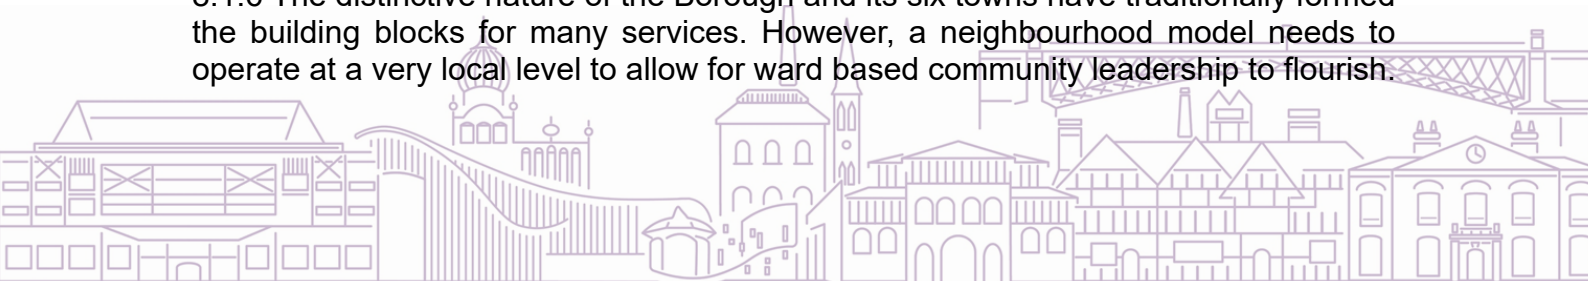 The distinctive nature of the Borough and its six towns have traditionally formed
the building blocks for many services. However, a neighbourhood model needs to
operate at a very local level to allow for ward based community leadership to flourish.